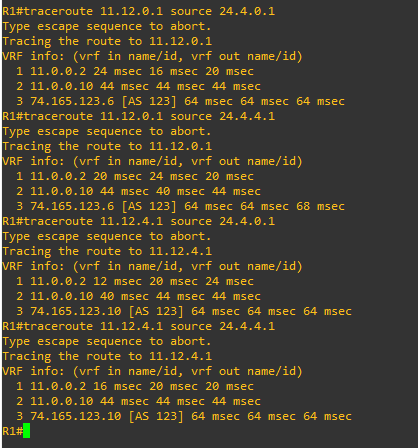 R1#traceroute 11.12.0.1 source 24.4.0.1
Type escape sequence to abort.
Tracing the route to 11.12.0.1
VRF info: (vrf in name/id, vrf out name/id)
  1 11.0.0.2 24 msec 16 msec 20 msec
  2 11.0.0.10 44 msec 44 msec 44 msec
  3 74.165.123.6 [AS 123] 64 msec 64 msec 64 msec
R1#traceroute 11.12.0.1 source 24.4.4.1
Type escape sequence to abort.
Tracing the route to 11.12.0.1
VRF info: (vrf in name/id, vrf out name/id)
  1 11.0.0.2 20 msec 24 msec 20 msec
  2 11.0.0.10 44 msec 40 msec 44 msec
  3 74.165.123.6 [AS 123] 64 msec 64 msec 68 msec
R1#traceroute 11.12.4.1 source 24.4.0.1
Type escape sequence to abort.
Tracing the route to 11.12.4.1
VRF info: (vrf in name/id, vrf out name/id)
  1 11.0.0.2 12 msec 20 msec 24 msec
  2 11.0.0.10 40 msec 44 msec 44 msec
  3 74.165.123.10 [AS 123] 64 msec 64 msec 64 msec
R1#traceroute 11.12.4.1 source 24.4.4.1
Type escape sequence to abort.
Tracing the route to 11.12.4.1
VRF info: (vrf in name/id, vrf out name/id)
  1 11.0.0.2 16 msec 20 msec 20 msec
  2 11.0.0.10 44 msec 44 msec 44 msec
  3 74.165.123.10 [AS 123] 64 msec 64 msec 64 msec
R1#